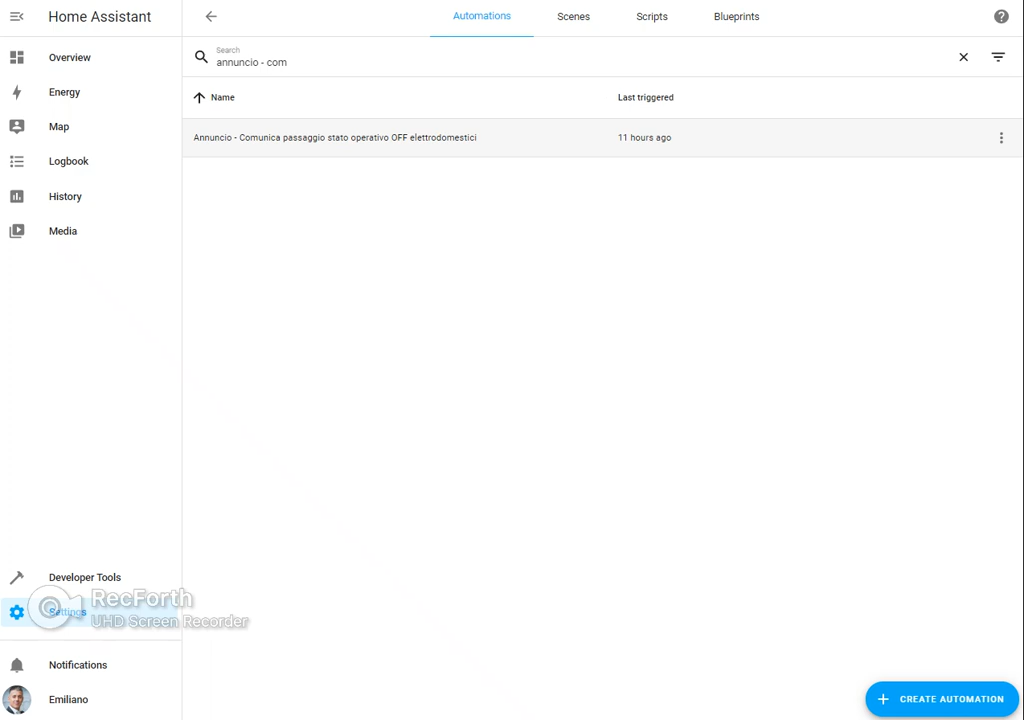 Home Assistant
Automations
Scenes
Scripts
Blueprints
Overview
Energy
Map
Logbook
History
Media
Search
annuncio - com
Name
Last triggered
Annuncio - Comunica passaggio stato operativo OFF elettrodomestici
11 hours ago
Developer Tools
Settings
RecForth
UHD Screen Recorder
Notifications
Emiliano
CREATE AUTOMATION